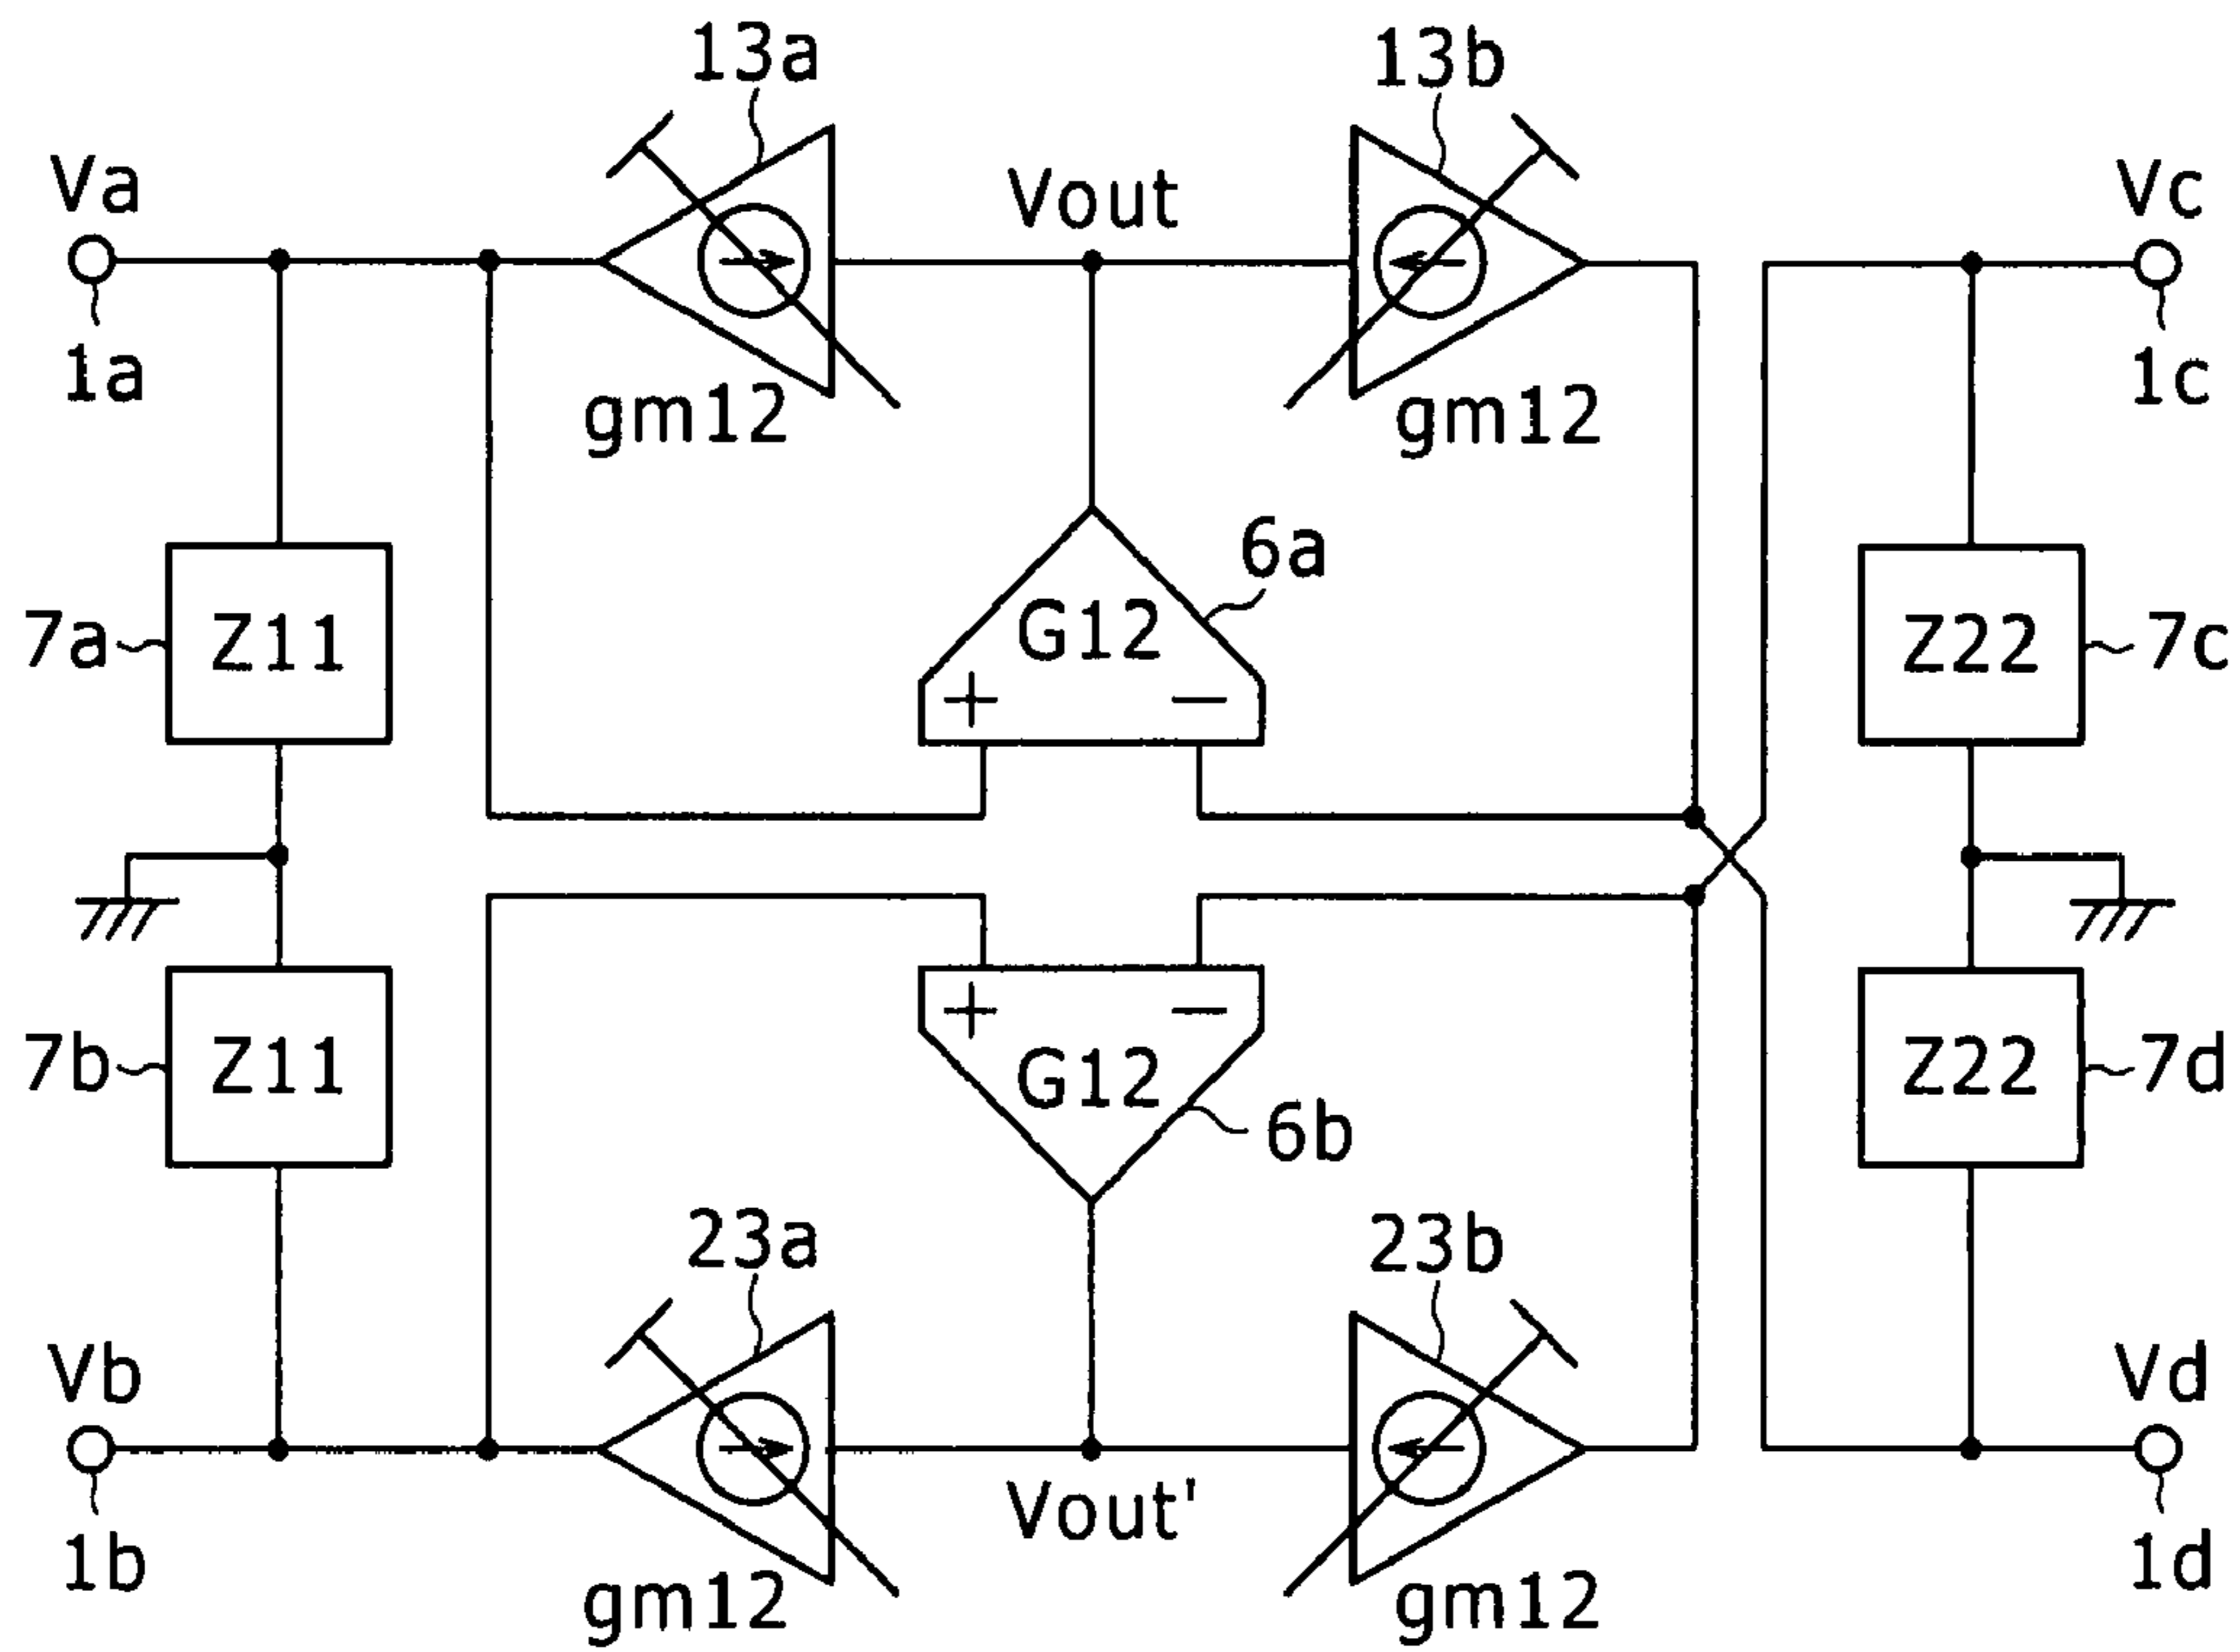 13a
13b
Va
Vout
Vc
1a
1c
gm12
gm12
6a
G12
7a
Z11
Z22
7c
+
−
7b
Z11
+
−
Z22
7d
G12
6b
23a
23b
Vb
Vd
Vout'
1b
1d
gm12
gm12